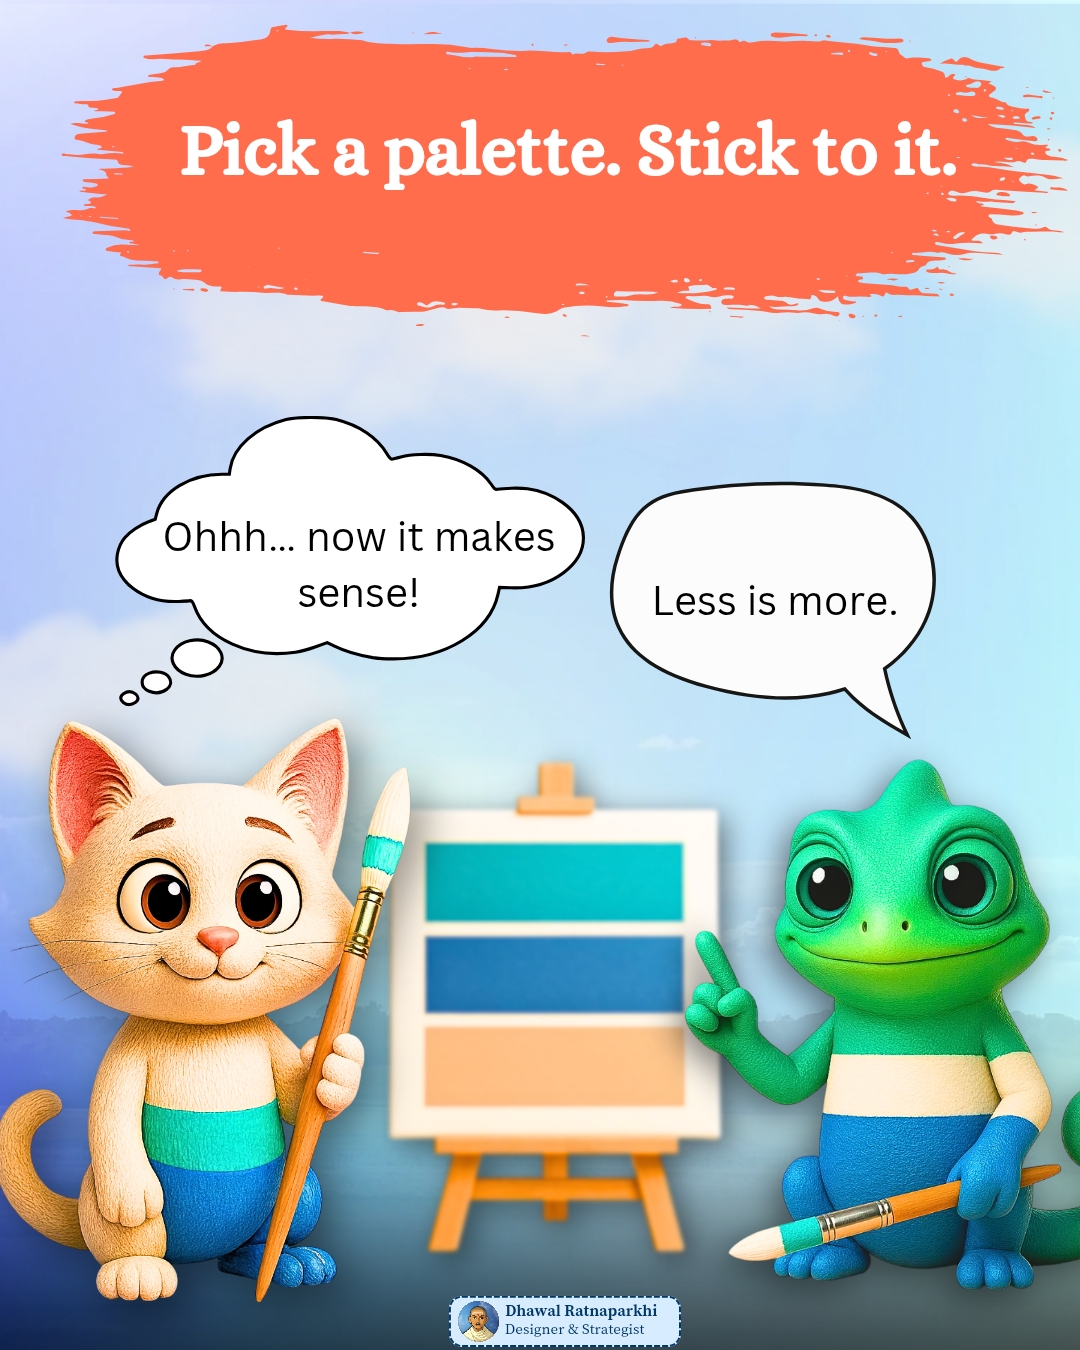 Pick a palette. Stick to it.
Ohhh... now it makes
sense!
Less is more.
Dhawal Ratnaparkhi
Designer & Strategist